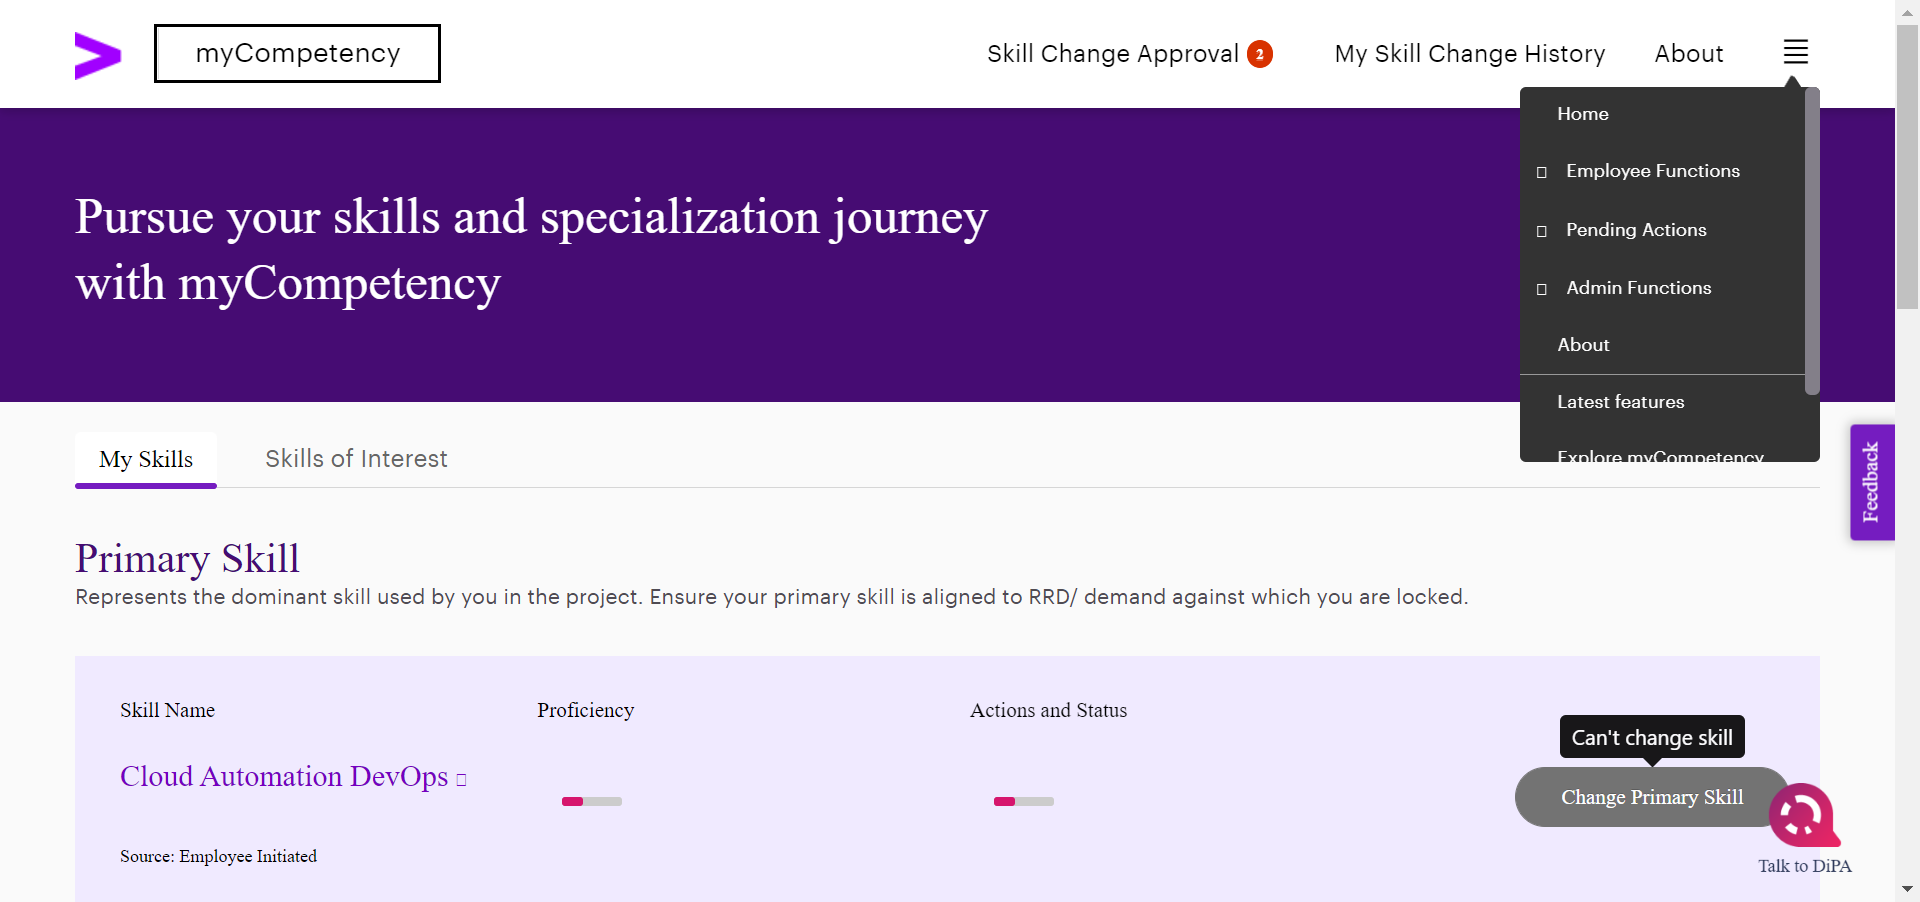 myCompetency
Skill Change Approval 2
My Skill Change History
About
Home
Employee Functions
Pending Actions
Admin Functions
About
Latest features
Explore myCompetency
Pursue your skills and specialization journey
with myCompetency
My Skills
Skills of Interest
Feedback
Primary Skill
Represents the dominant skill used by you in the project. Ensure your primary skill is aligned to RRD/ demand against which you are locked.
Skill Name
Proficiency
Actions and Status
Can't change skill
Cloud Automation DevOps
Change Primary Skill
Source: Employee Initiated
Talk to DiPA